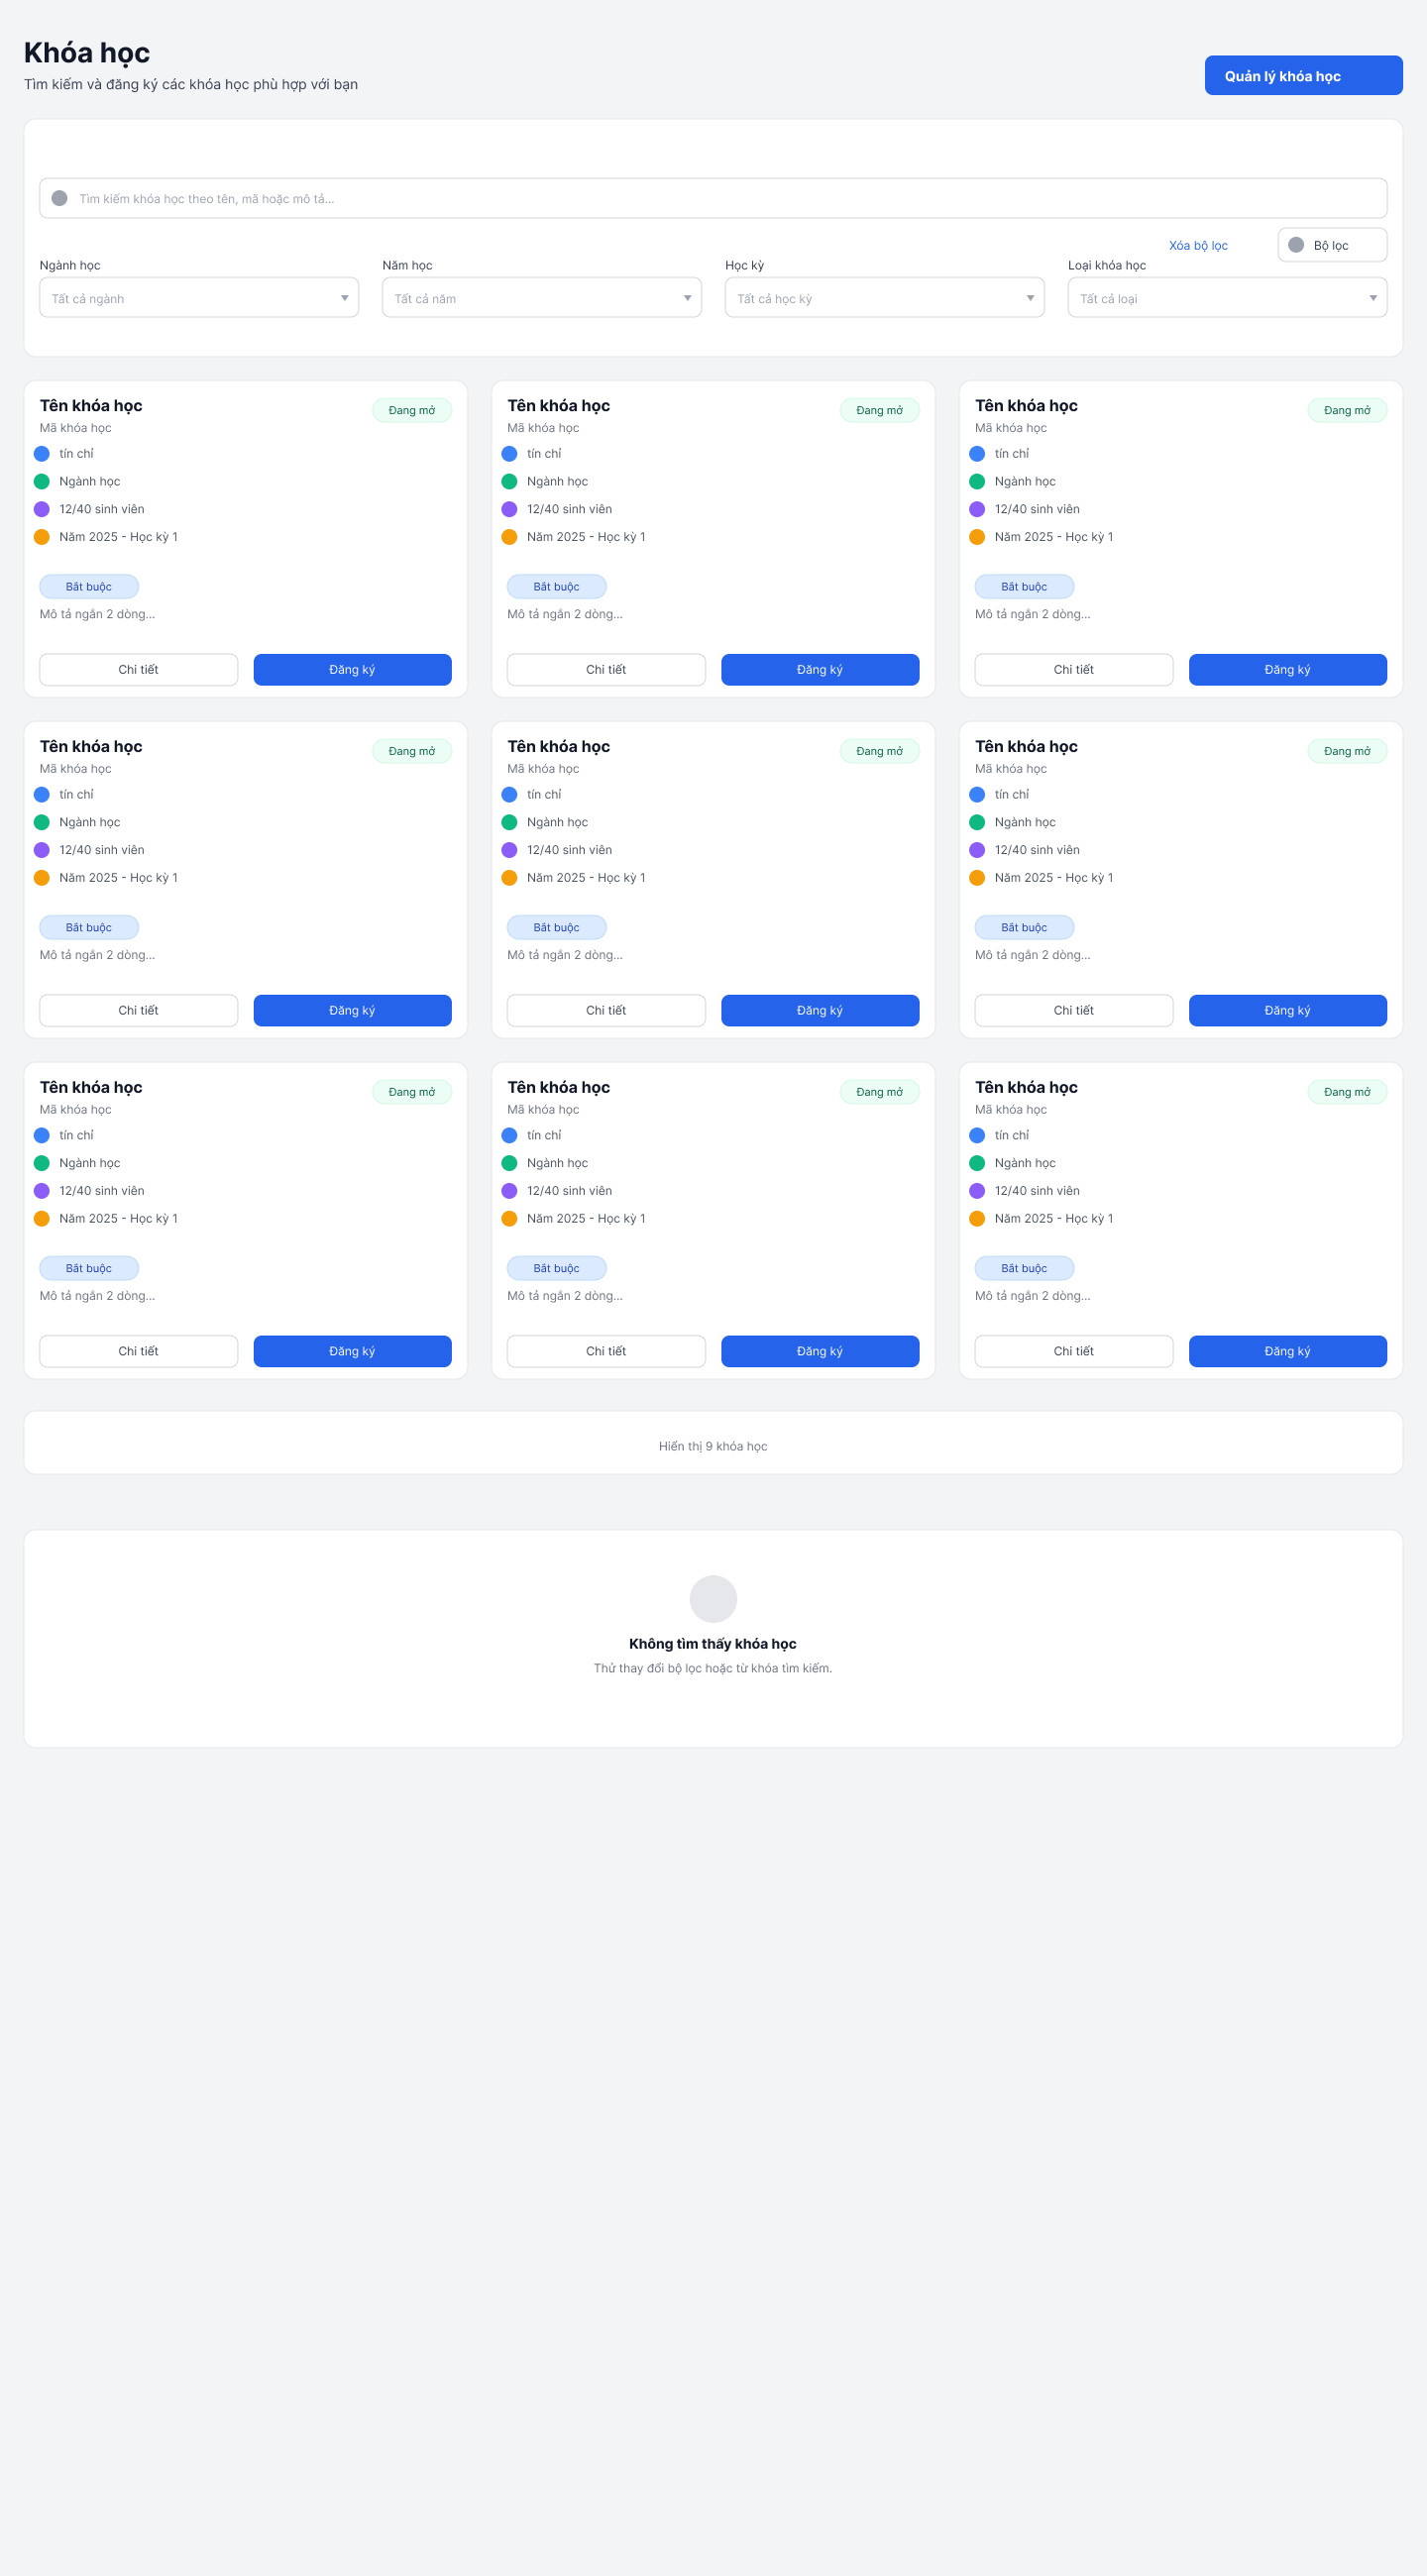 Khóa học
Tìm kiếm và đăng ký các khóa học phù hợp với bạn
Quản lý khóa học
Tìm kiếm khóa học theo tên, mã hoặc mô tả...
Xóa bộ lọc
Bộ lọc
Ngành học Năm học Học kỳ Loại khóa học
Tất cả ngành Tất cả năm Tất cả học kỳ Tất cả loại
Tên khóa học Đang mở Tên khóa học Đang mở Tên khóa học Đang mở
Mã khóa học Mã khóa học Mã khóa học
tín chỉ tín chỉ tín chỉ
Ngành học Ngành học Ngành học
12/40 sinh viên 12/40 sinh viên 12/40 sinh viên
Năm 2025 - Học kỳ 1 Năm 2025 - Học kỳ 1 Năm 2025 - Học kỳ 1
Bắt buộc Bắt buộc Bắt buộc
Mô tả ngắn 2 dòng... Mô tả ngắn 2 dòng... Mô tả ngắn 2 dòng...
Chi tiết Đăng ký Chi tiết Đăng ký Chi tiết Đăng ký
Tên khóa học Đang mở Tên khóa học Đang mở Tên khóa học Đang mở
Mã khóa học Mã khóa học Mã khóa học
tín chỉ tín chỉ tín chỉ
Ngành học Ngành học Ngành học
12/40 sinh viên 12/40 sinh viên 12/40 sinh viên
Năm 2025 - Học kỳ 1 Năm 2025 - Học kỳ 1 Năm 2025 - Học kỳ 1
Bắt buộc Bắt buộc Bắt buộc
Mô tả ngắn 2 dòng... Mô tả ngắn 2 dòng... Mô tả ngắn 2 dòng...
Chi tiết Đăng ký Chi tiết Đăng ký Chi tiết Đăng ký
Tên khóa học Đang mở Tên khóa học Đang mở Tên khóa học Đang mở
Mã khóa học Mã khóa học Mã khóa học
tín chỉ tín chỉ tín chỉ
Ngành học Ngành học Ngành học
12/40 sinh viên 12/40 sinh viên 12/40 sinh viên
Năm 2025 - Học kỳ 1 Năm 2025 - Học kỳ 1 Năm 2025 - Học kỳ 1
Bắt buộc Bắt buộc Bắt buộc
Mô tả ngắn 2 dòng... Mô tả ngắn 2 dòng... Mô tả ngắn 2 dòng...
Chi tiết Đăng ký Chi tiết Đăng ký Chi tiết Đăng ký
Hiển thị 9 khóa học
Không tìm thấy khóa học
Thử thay đổi bộ lọc hoặc từ khóa tìm kiếm.